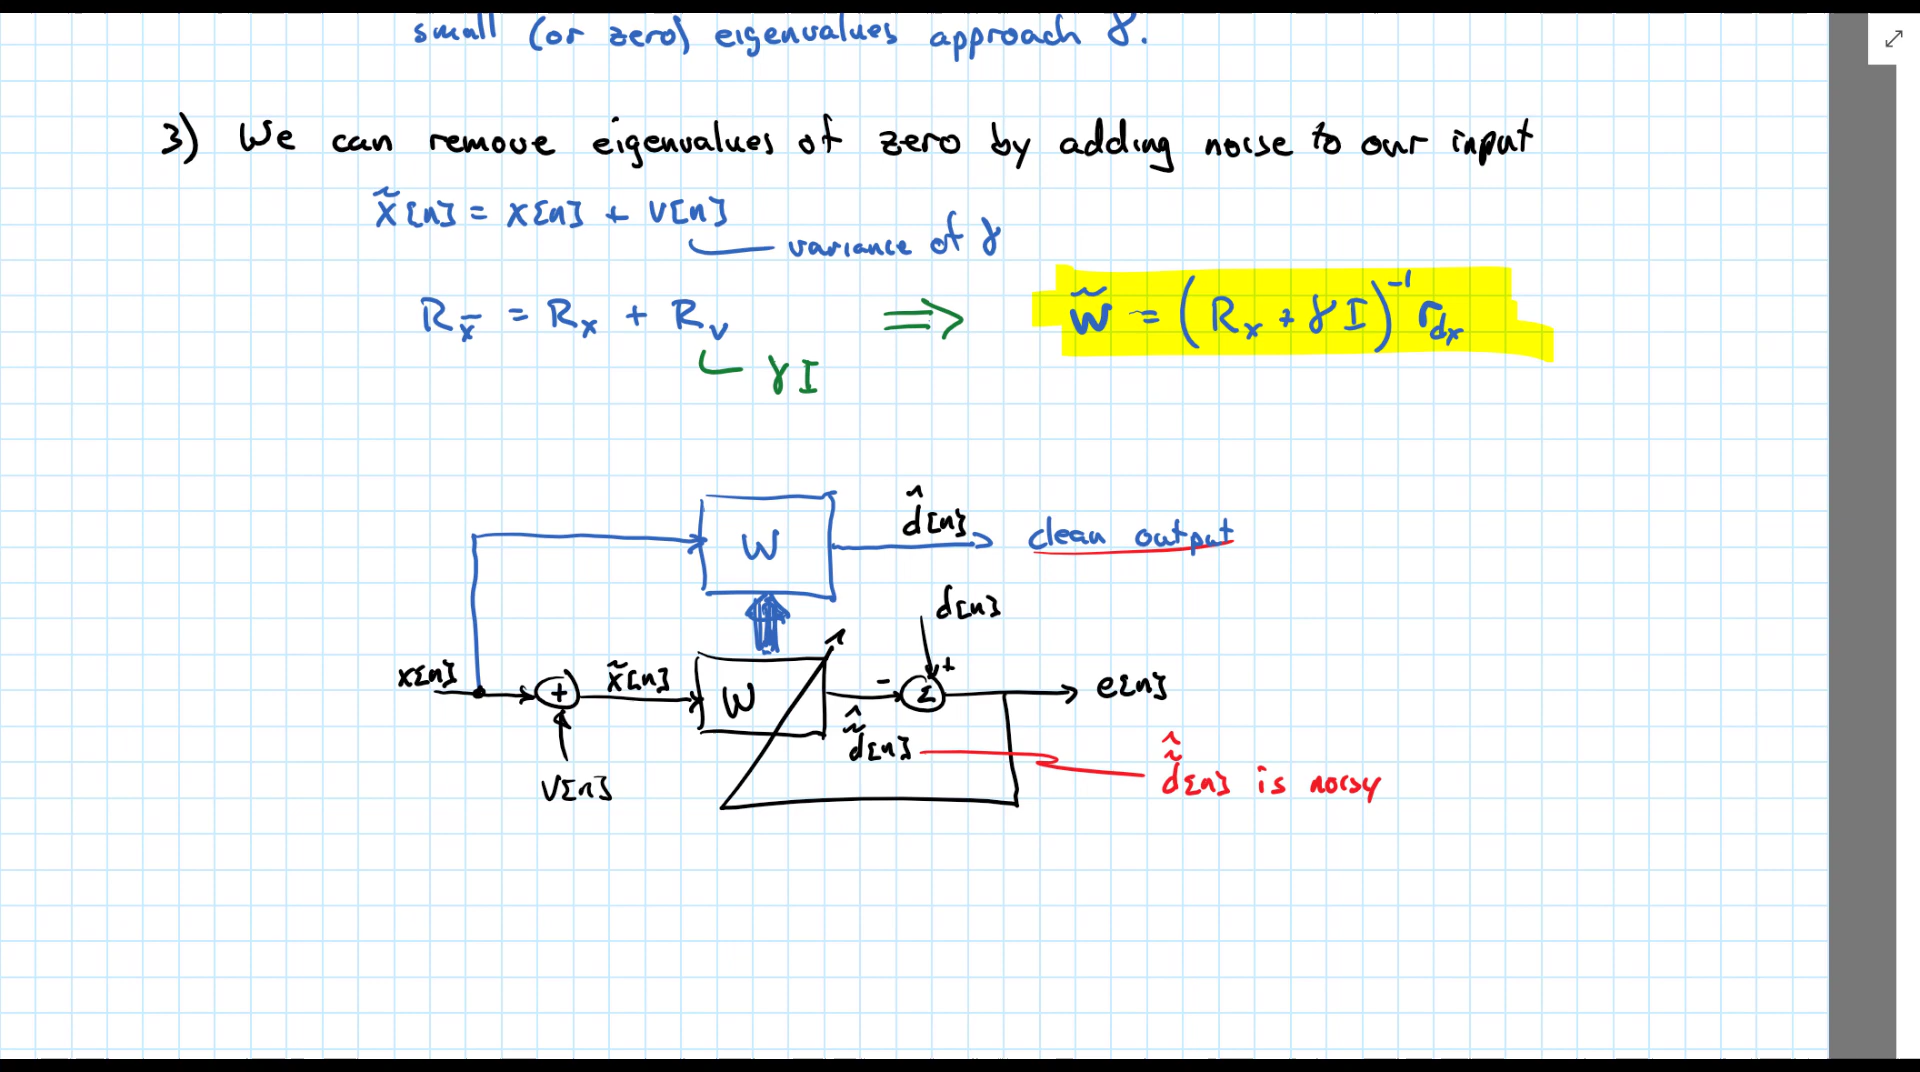 small (or zero) eigenvalues approach γ.
3) We can remove eigenvalues of zero by adding noise to our input
x̃[n] = x[n] + v[n]
variance of γ
R_x̃ = R_x + R_v ⟹ w̃ = (R_x + γI)⁻¹ r_dx
γI
W
d̂[n]
clean output
d[n]
x[n]
+
x̃[n]
W
-
+
Σ
e[n]
v[n]
d̃̂[n]
d̃̂[n] is noisy